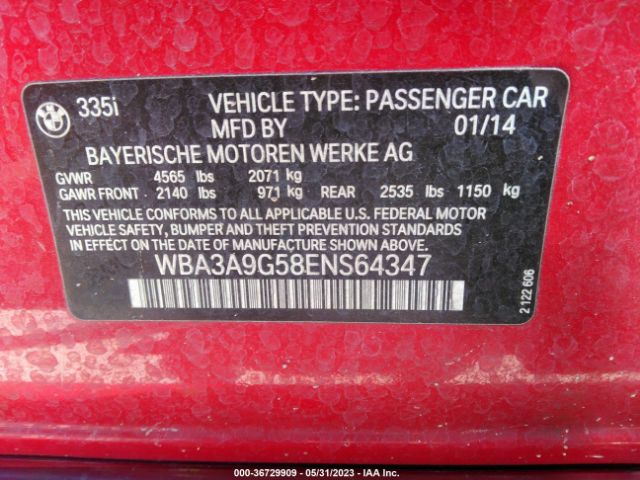 335i VEHICLE TYPE: PASSENGER CAR
MFD BY 01/14
BAYERISCHE MOTOREN WERKE AG
GVWR 4565 lbs 2071 kg
GAWR FRONT 2140 lbs 971 kg REAR 2535 lbs 1150 kg
THIS VEHICLE CONFORMS TO ALL APPLICABLE U.S. FEDERAL MOTOR
VEHICLE SAFETY, BUMPER AND THEFT PREVENTION STANDARDS
IN EFFECT ON THE DATE OF MANUFACTURE SHOWN ABOVE.
WBA3A9G58ENS64347
2 122 606
000-36729909 - 05/31/2023 - IAA Inc.